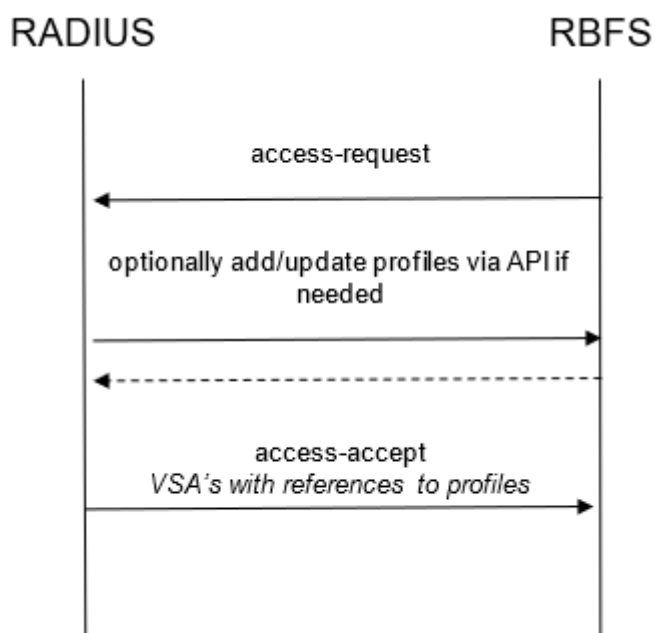 RADIUS
RBFS
access-request
optionally add/update profiles via API if
needed
access-accept
VSA's with references to profiles